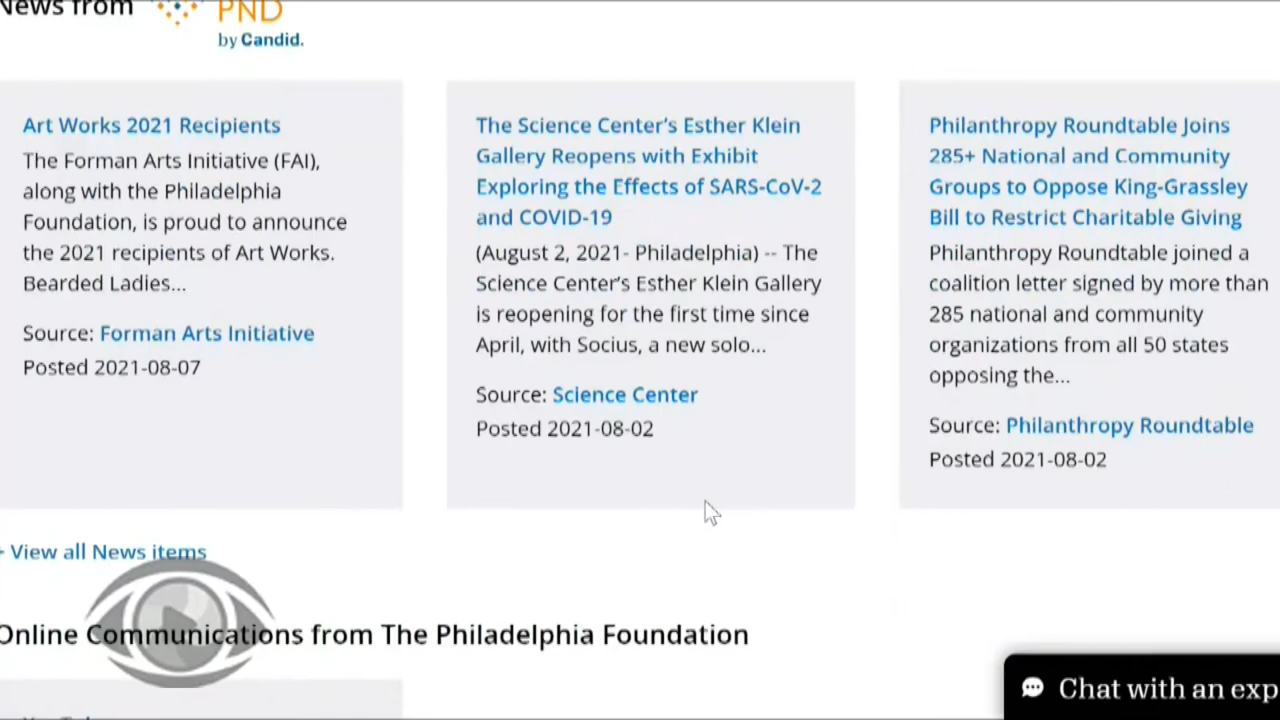 News from
PND
by Candid.
Art Works 2021 Recipients
The Forman Arts Initiative (FAI),
along with the Philadelphia
Foundation, is proud to announce
the 2021 recipients of Art Works.
Bearded Ladies...
Source: Forman Arts Initiative
Posted 2021-08-07
The Science Center's Esther Klein
Gallery Reopens with Exhibit
Exploring the Effects of SARS-CoV-2
and COVID-19
(August 2, 2021- Philadelphia) -- The
Science Center's Esther Klein Gallery
is reopening for the first time since
April, with Socius, a new solo...
Source: Science Center
Posted 2021-08-02
Philanthropy Roundtable Joins
285+ National and Community
Groups to Oppose King-Grassley
Bill to Restrict Charitable Giving
Philanthropy Roundtable joined a
coalition letter signed by more than
285 national and community
organizations from all 50 states
opposing the...
Source: Philanthropy Roundtable
Posted 2021-08-02
+ View all News items
Online Communications from The Philadelphia Foundation
Chat with an exp